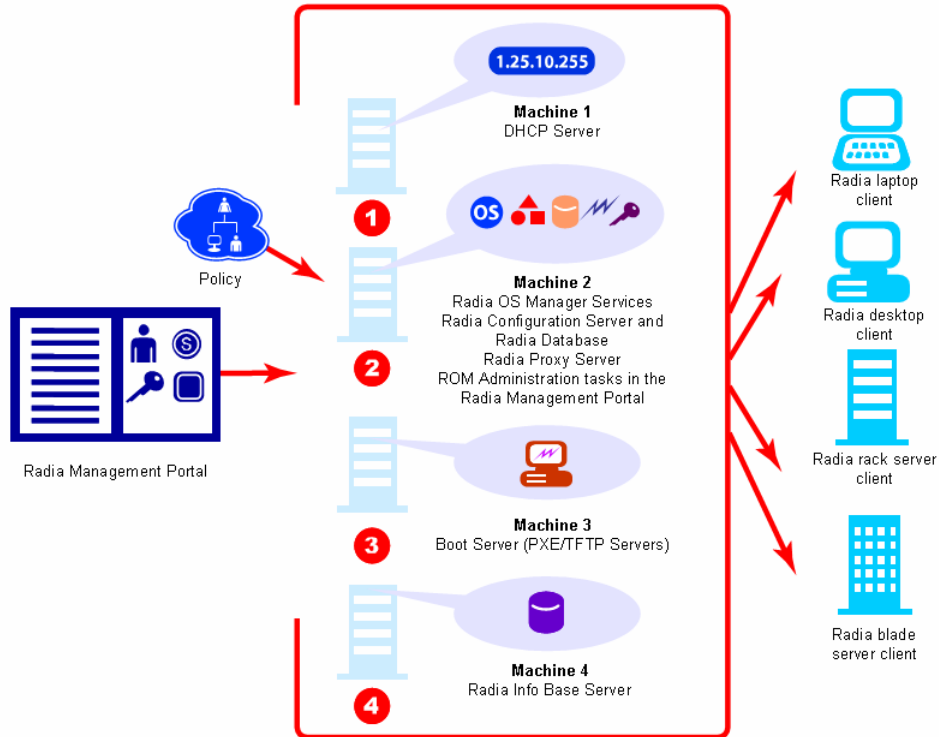 1.25.10.255
Machine 1
DHCP Server
1
OS
Policy
Machine 2
Radia OS Manager Services
Radia Configuration Server and
Radia Database
Radia Proxy Server
ROM Administration tasks in the
Radia Management Portal
2
S
Radia Management Portal
Machine 3
Boot Server (PXE/TFTP Servers)
3
Machine 4
Radia Info Base Server
4
Radia laptop
client
Radia desktop
client
Radia rack server
client
Radia blade
server client